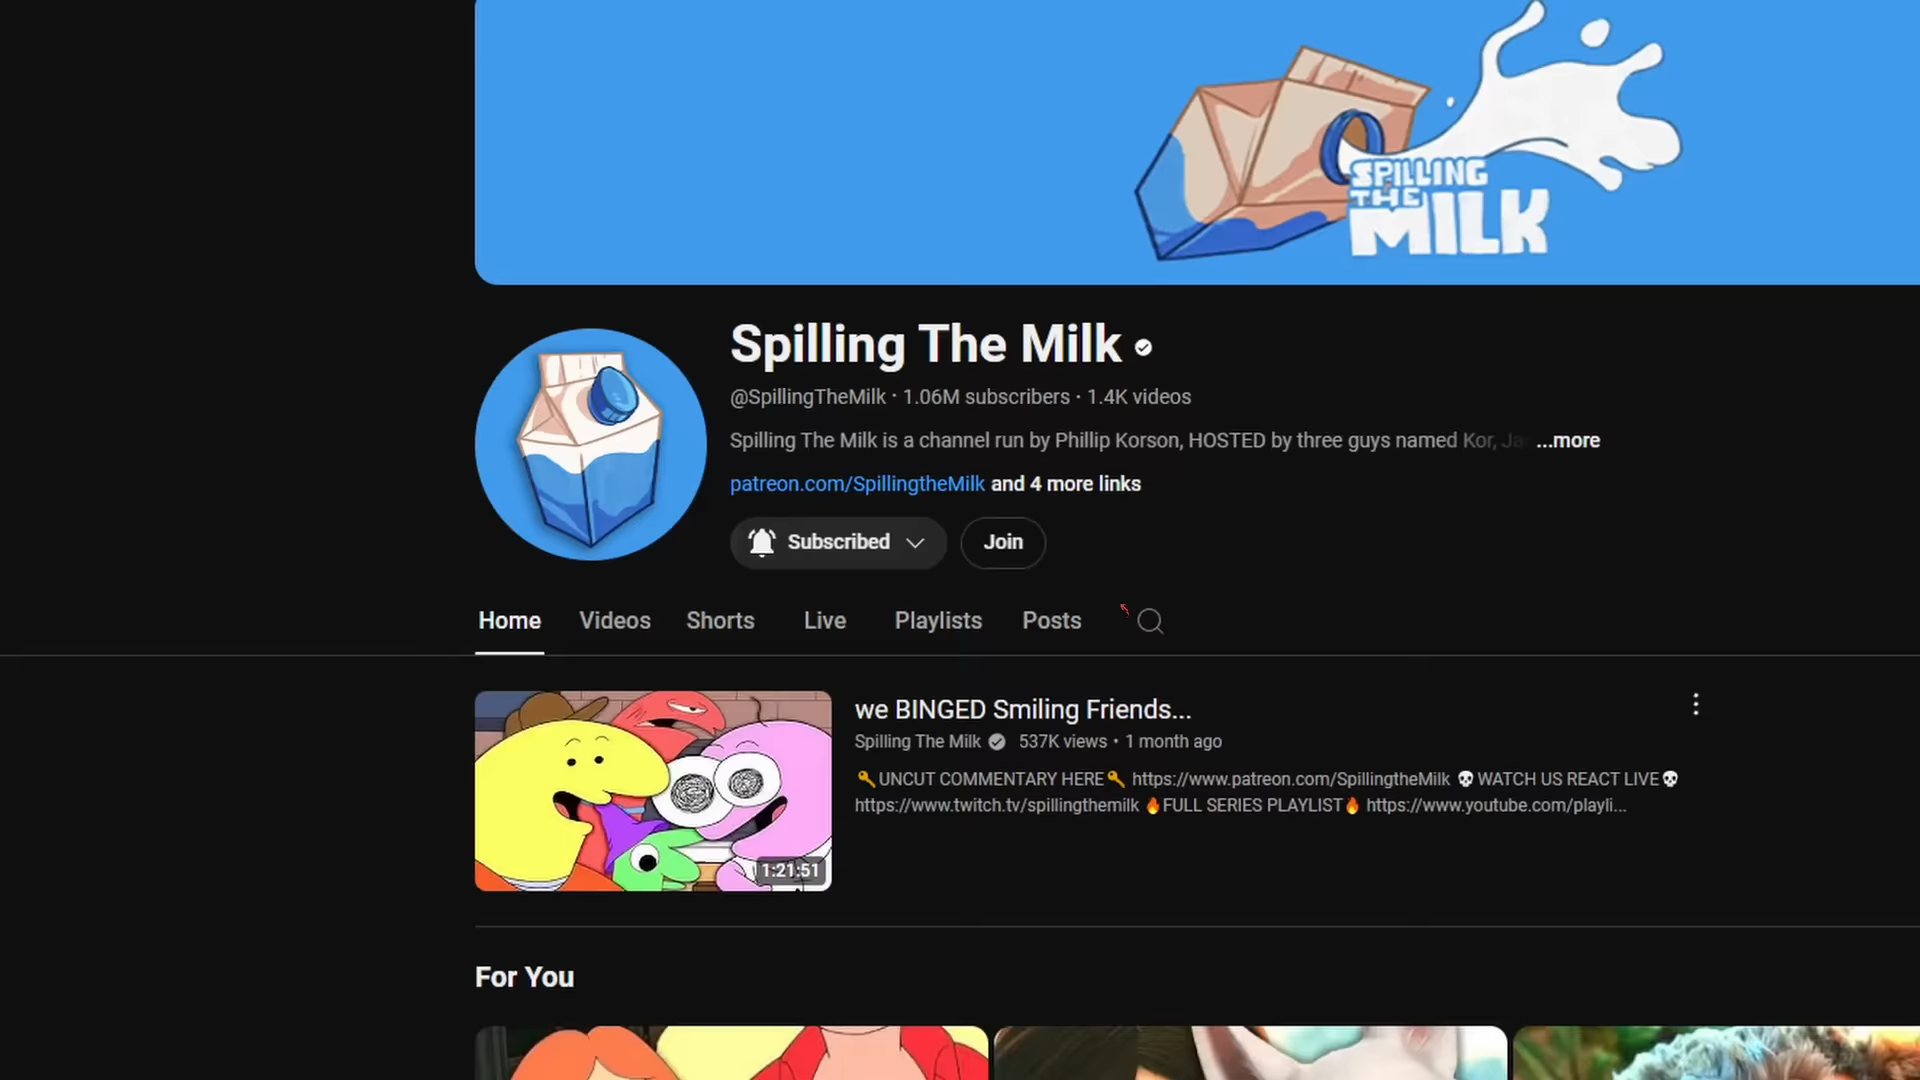 SPILLING
THE
MILK
Spilling The Milk
@SpillingTheMilk · 1.06M subscribers · 1.4K videos
Spilling The Milk is a channel run by Phillip Korson, HOSTED by three guys named Kor, ...more
patreon.com/SpillingtheMilk and 4 more links
Subscribed
Join
Home Videos Shorts Live Playlists Posts
we BINGED Smiling Friends...
Spilling The Milk 537K views • 1 month ago
🔑UNCUT COMMENTARY HERE🔑 https://www.patreon.com/SpillingtheMilk 💀WATCH US REACT LIVE💀
https://www.twitch.tv/spillingthemilk 🔥FULL SERIES PLAYLIST🔥 https://www.youtube.com/playli...
1:21:51
For You